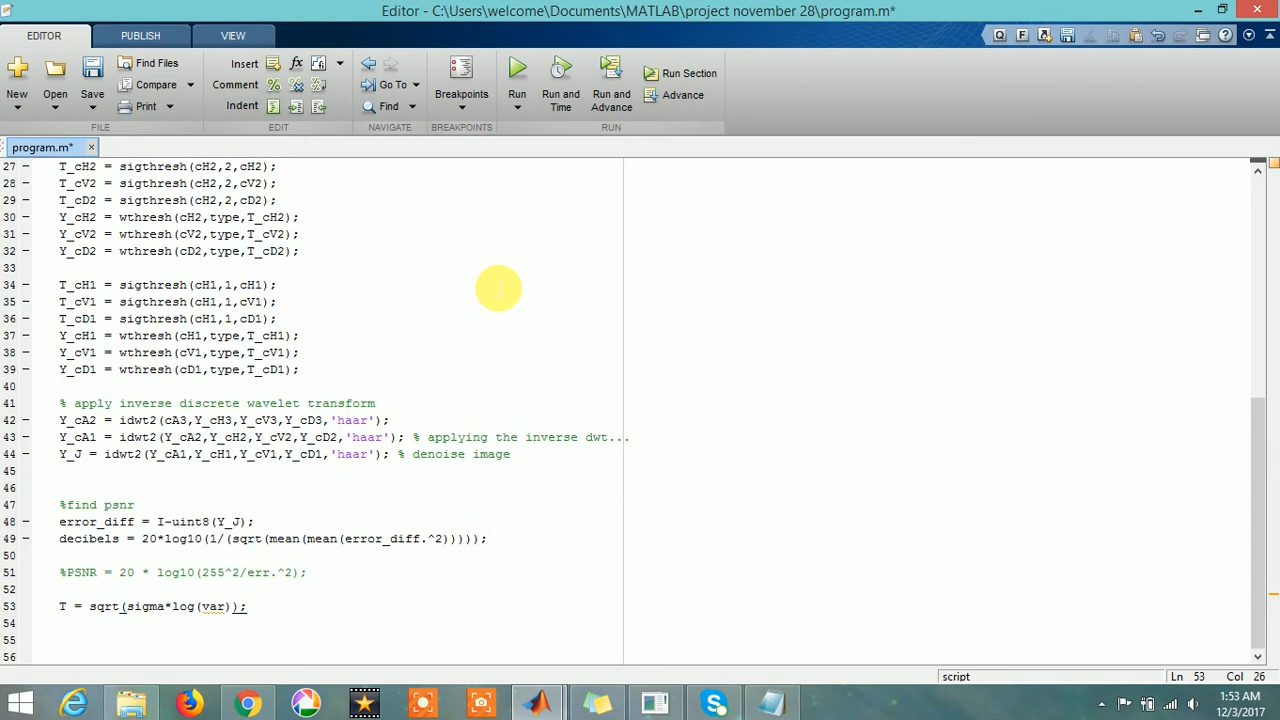 Editor - C:\Users\welcome\Documents\MATLAB\project november 28\program.m*
EDITOR PUBLISH VIEW
New Open Save Find Files Compare Print
Insert Comment Indent
Go To Find
Breakpoints
Run Run and Time Run and Advance Run Section Advance
FILE EDIT NAVIGATE BREAKPOINTS RUN
program.m*
27 T_cH2 = sigthresh(cH2,2,cH2);
28 T_cV2 = sigthresh(cH2,2,cV2);
29 T_cD2 = sigthresh(cH2,2,cD2);
30 Y_cH2 = wthresh(cH2,type,T_cH2);
31 Y_cV2 = wthresh(cV2,type,T_cV2);
32 Y_cD2 = wthresh(cD2,type,T_cD2);
33
34 T_cH1 = sigthresh(cH1,1,cH1);
35 T_cV1 = sigthresh(cH1,1,cV1);
36 T_cD1 = sigthresh(cH1,1,cD1);
37 Y_cH1 = wthresh(cH1,type,T_cH1);
38 Y_cV1 = wthresh(cV1,type,T_cV1);
39 Y_cD1 = wthresh(cD1,type,T_cD1);
40
41 % apply inverse discrete wavelet transform
42 Y_cA2 = idwt2(cA3,Y_cH3,Y_cV3,Y_cD3,'haar');
43 Y_cA1 = idwt2(Y_cA2,Y_cH2,Y_cV2,Y_cD2,'haar'); % applying the inverse dwt...
44 Y_J = idwt2(Y_cA1,Y_cH1,Y_cV1,Y_cD1,'haar'); % denoise image
45
46
47 %find psnr
48 error_diff = I-uint8(Y_J);
49 decibels = 20*log10(1/(sqrt(mean(mean(error_diff.^2)))));
50
51 %PSNR = 20 * log10(255^2/err.^2);
52
53 T = sqrt(sigma*log(var));
54
55
56
script Ln 53 Col 26
1:53 AM
12/3/2017